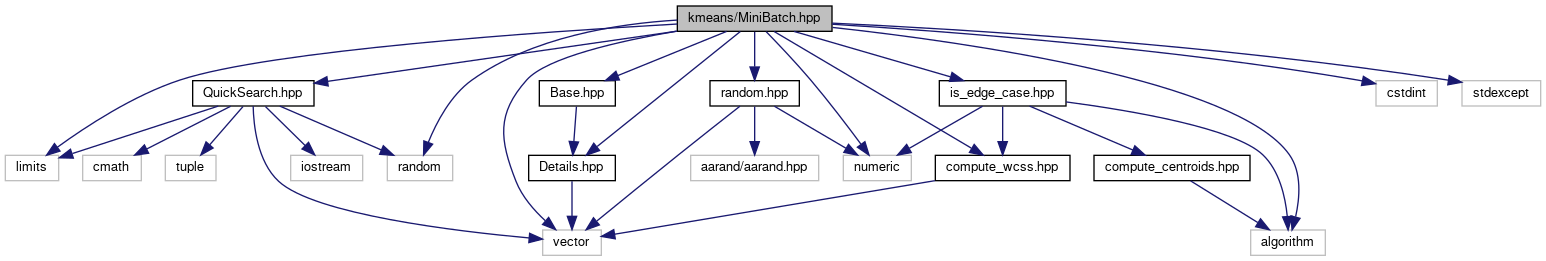 kmeans/MiniBatch.hpp
QuickSearch.hpp
Base.hpp
random.hpp
is_edge_case.hpp
cstdint
stdexcept
limits
cmath
tuple
iostream
random
Details.hpp
aarand/aarand.hpp
numeric
compute_wcss.hpp
compute_centroids.hpp
vector
algorithm